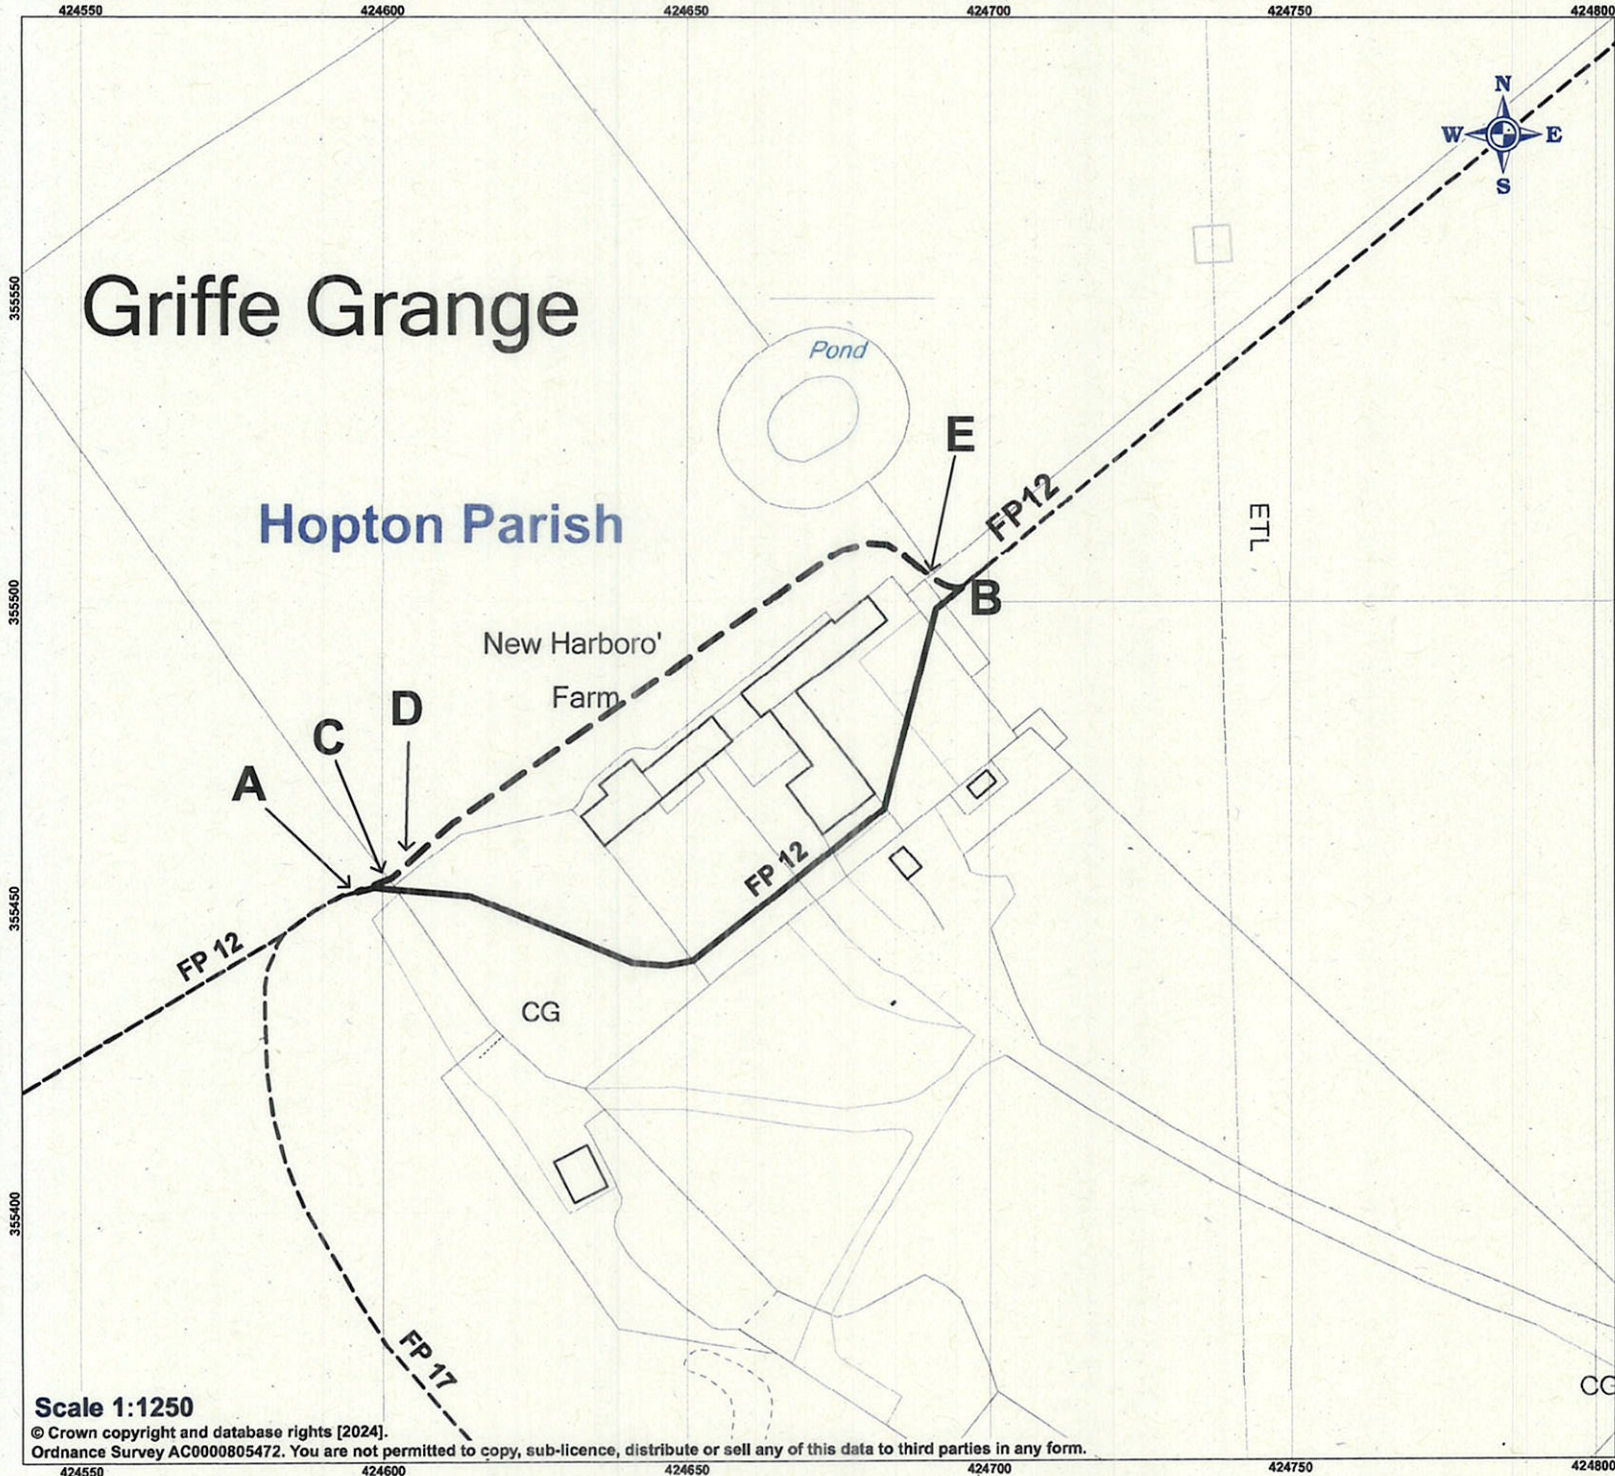 424550 424600 424650 424700 424750 424800
N
W E
S
355550
Griffe Grange
Pond
E
FP12
Hopton Parish
ETL
355500
B
New Harboro'
Farm
D
C
A
FP 12
355450
FP 12
CG
355400
FP 17
CG
Scale 1:1250
© Crown copyright and database rights [2024].
Ordnance Survey AC0000805472. You are not permitted to copy, sub-licence, distribute or sell any of this data to third parties in any form.
424550 424600 424650 424700 424750 424800